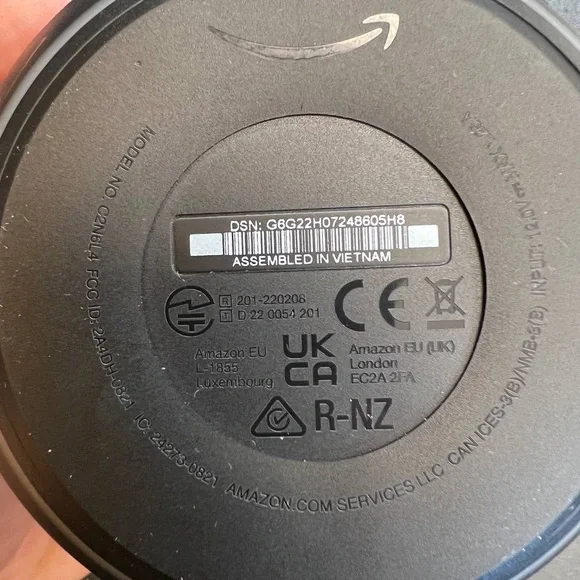 DSN: G6G22H07248605H8
ASSEMBLED IN VIETNAM
R 201-220208
T D 22 0054 201
CE
Amazon EU
L-1855
Luxembourg
UK
CA
Amazon EU (UK)
London
EC2A 2FA
R-NZ
MODEL NO. C2N6L4 FCC ID: 2A4DH-0821 IC: 24273-0821 AMAZON.COM SERVICES LLC CAN ICES-3(B)/NMB-3(B) INPUT: